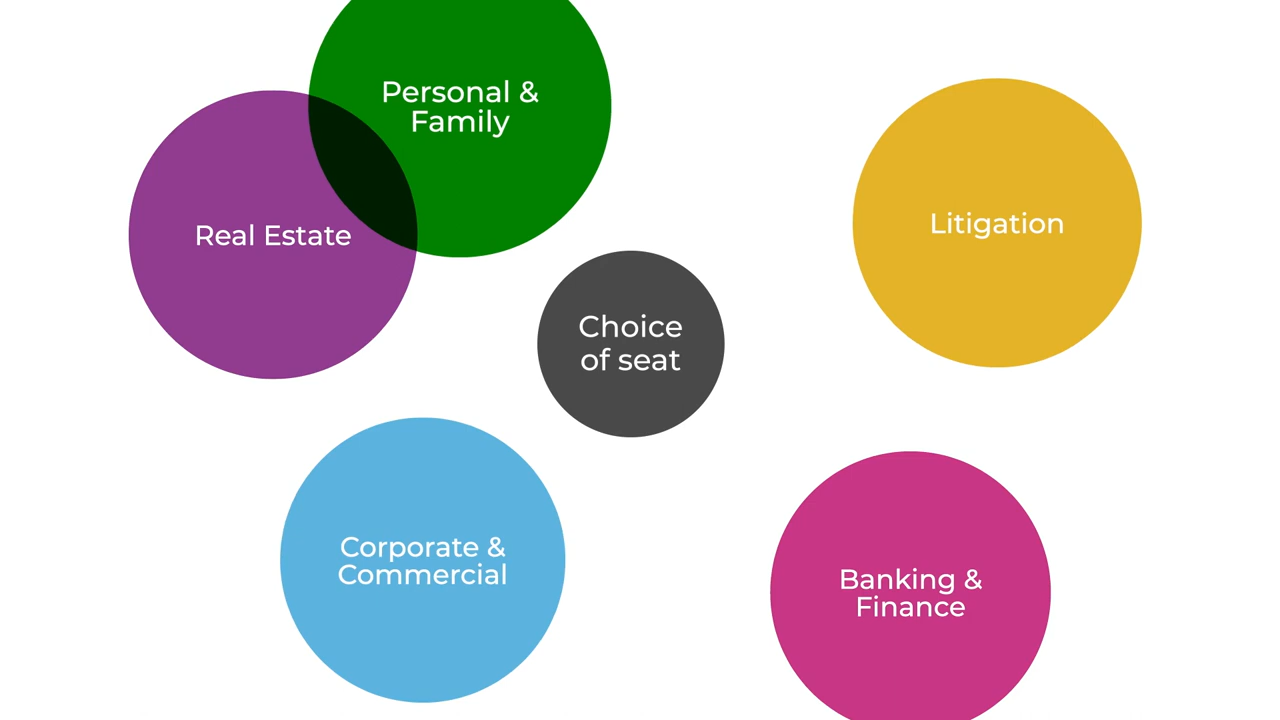 Personal &
Family
Real Estate
Litigation
Choice
of seat
Corporate &
Commercial
Banking &
Finance